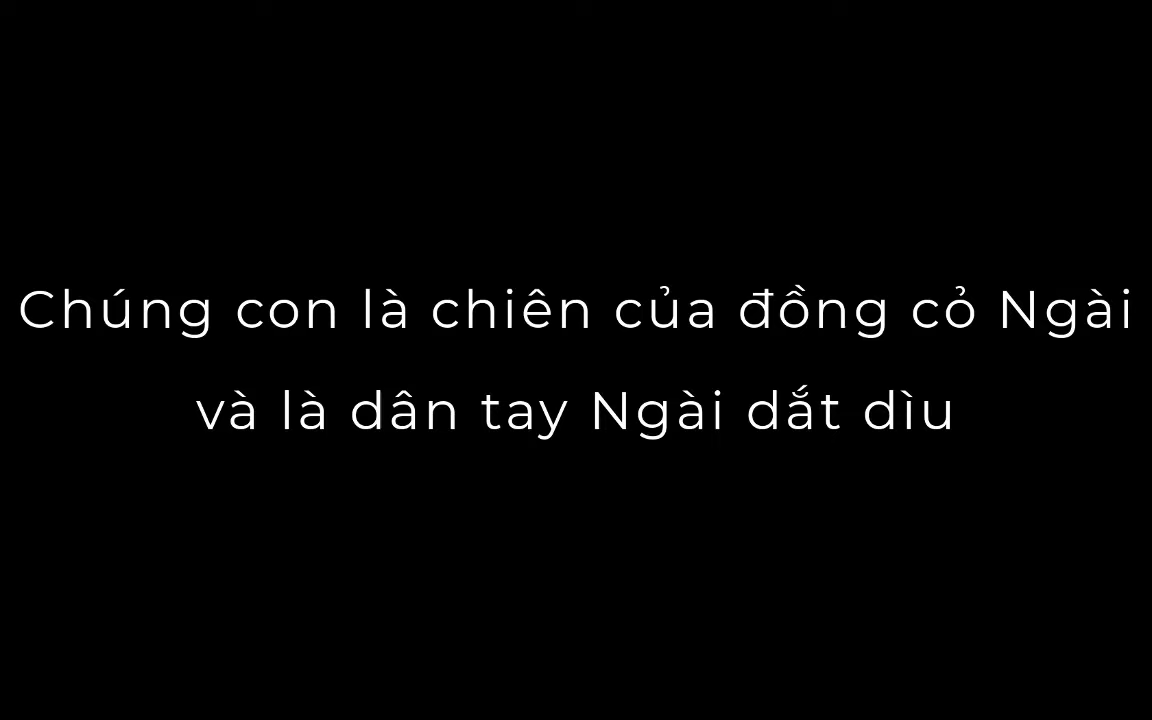 Chúng con là chiên của đồng cỏ Ngài
và là dân tay Ngài dắt dìu